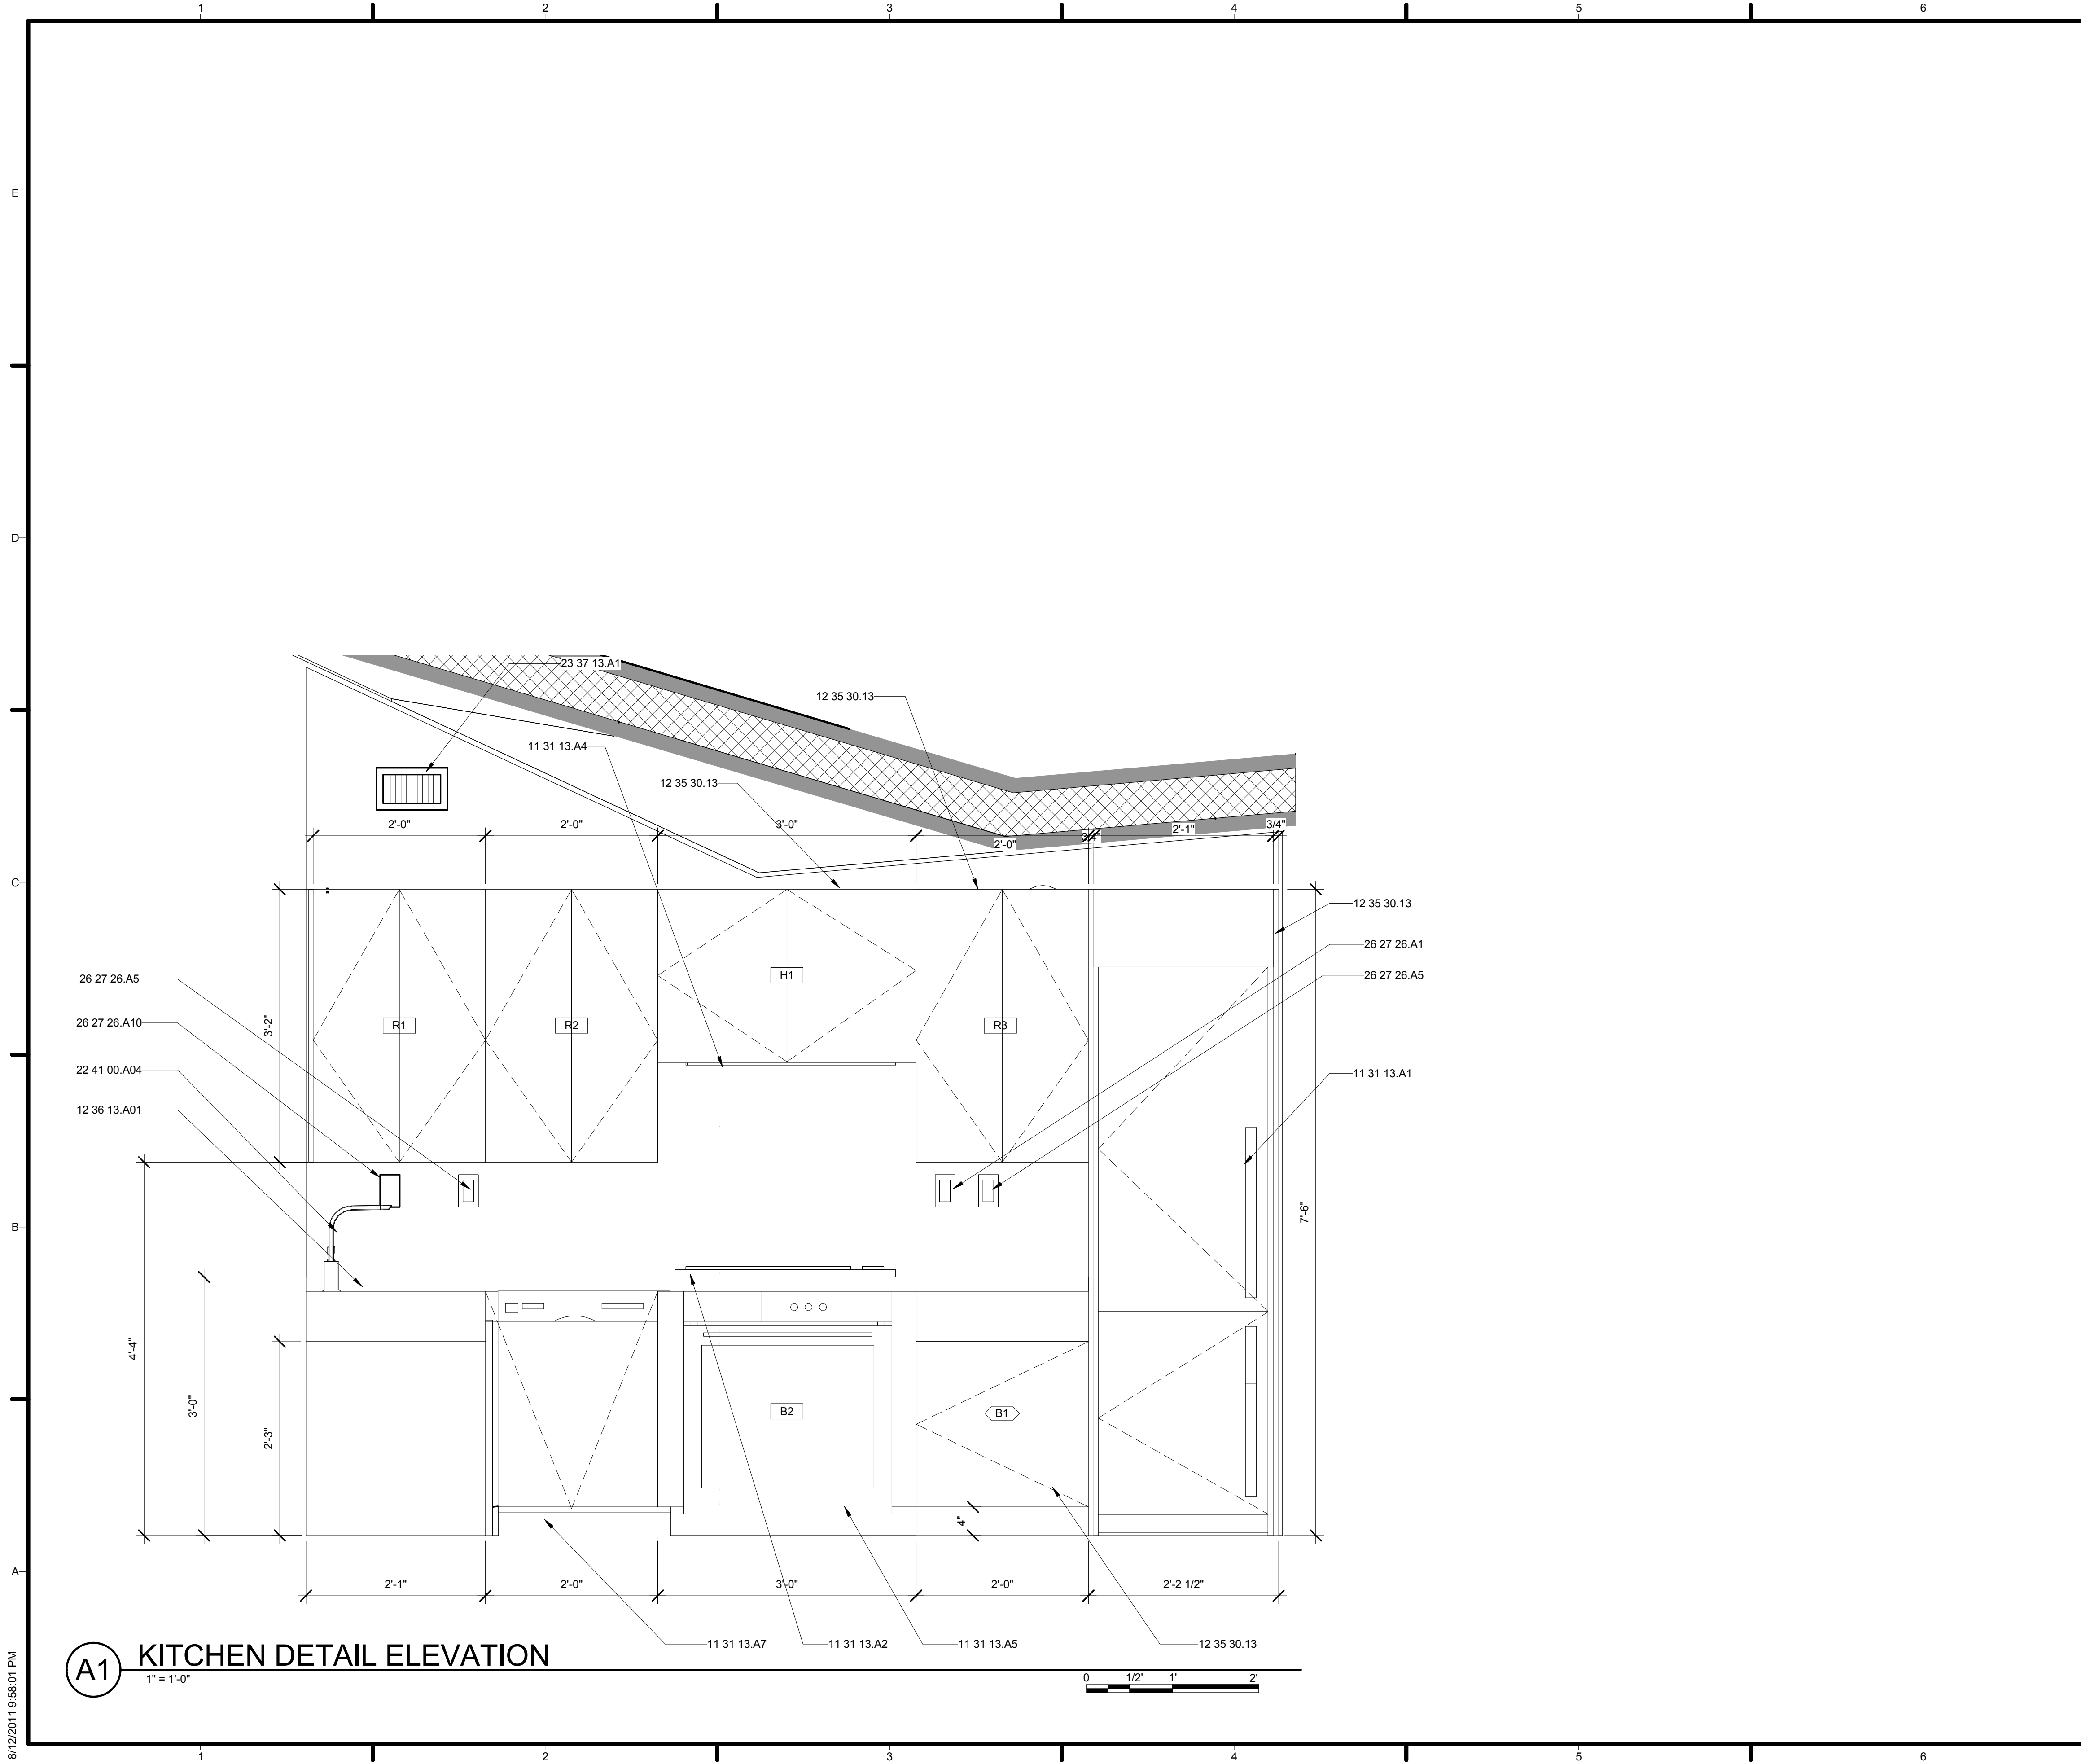 1 2 3 4 5 6
E
D
C
B
A
23 37 13.A1
12 35 30.13
11 31 13.A4
12 35 30.13
2'-0" 2'-0" 3'-0" 2'-0" 3/4" 2'-1" 3/4"
12 35 30.13
26 27 26.A1
26 27 26.A5
H1
26 27 26.A5
26 27 26.A10
22 41 00.A04
12 36 13.A01
R1 R2 R3
3'-2"
11 31 13.A1
7'-6"
4'-4"
3'-0"
2'-3"
B2 B1
4"
2'-1" 2'-0" 3'-0" 2'-0" 2'-2 1/2"
11 31 13.A7 11 31 13.A2 11 31 13.A5 12 35 30.13
A1 KITCHEN DETAIL ELEVATION
1" = 1'-0"
0 1/2' 1' 2'
8/12/2011 9:58:01 PM
1 2 3 4 5 6